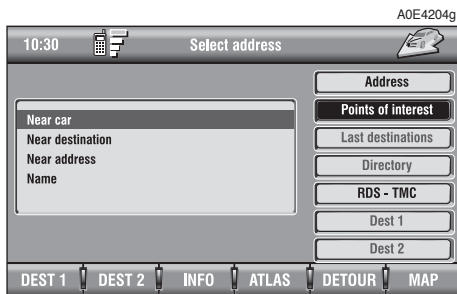 A0E4204g
10:30 Select address
Address
Points of interest
Last destinations
Directory
RDS - TMC
Dest 1
Dest 2
Near car
Near destination
Near address
Name
DEST 1 DEST 2 INFO ATLAS DETOUR MAP